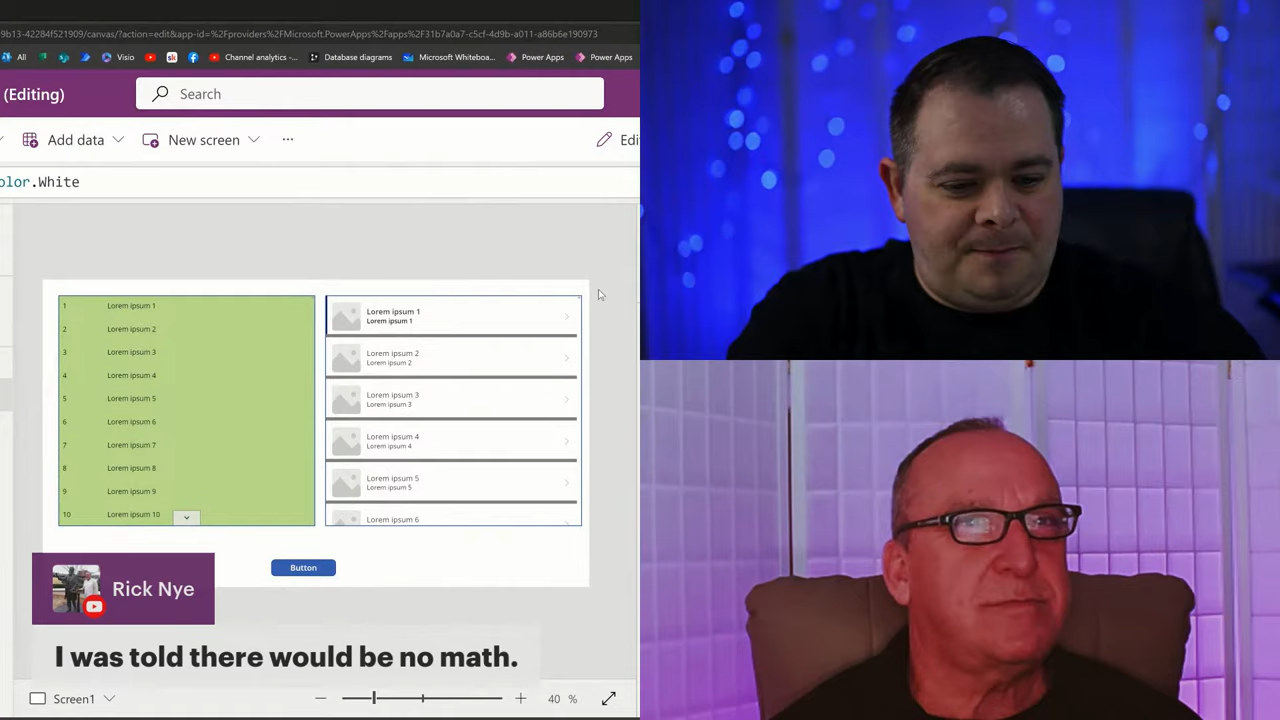 9b13-42284f521909/canvas/?action=edit&app-id=%2Fproviders%2FMicrosoft.PowerApps%2Fapps%2F31b7a0a7-c5cf-4d9b-a011-a86b6e190973
All
Vimeo
Channel analytics -...
Database diagrams
Microsoft Whiteboa...
Power Apps
Power Apps
(Editing)
Search
Add data
New screen
...
Edi
olor.White
1 Lorem ipsum 1
2 Lorem ipsum 2
3 Lorem ipsum 3
4 Lorem ipsum 4
5 Lorem ipsum 5
6 Lorem ipsum 6
7 Lorem ipsum 7
8 Lorem ipsum 8
9 Lorem ipsum 9
10 Lorem ipsum 10
Lorem ipsum 1
Lorem ipsum 1
Lorem ipsum 2
Lorem ipsum 2
Lorem ipsum 3
Lorem ipsum 3
Lorem ipsum 4
Lorem ipsum 4
Lorem ipsum 5
Lorem ipsum 5
Lorem ipsum 6
Button
Rick Nye
I was told there would be no math.
Screen1
40 %